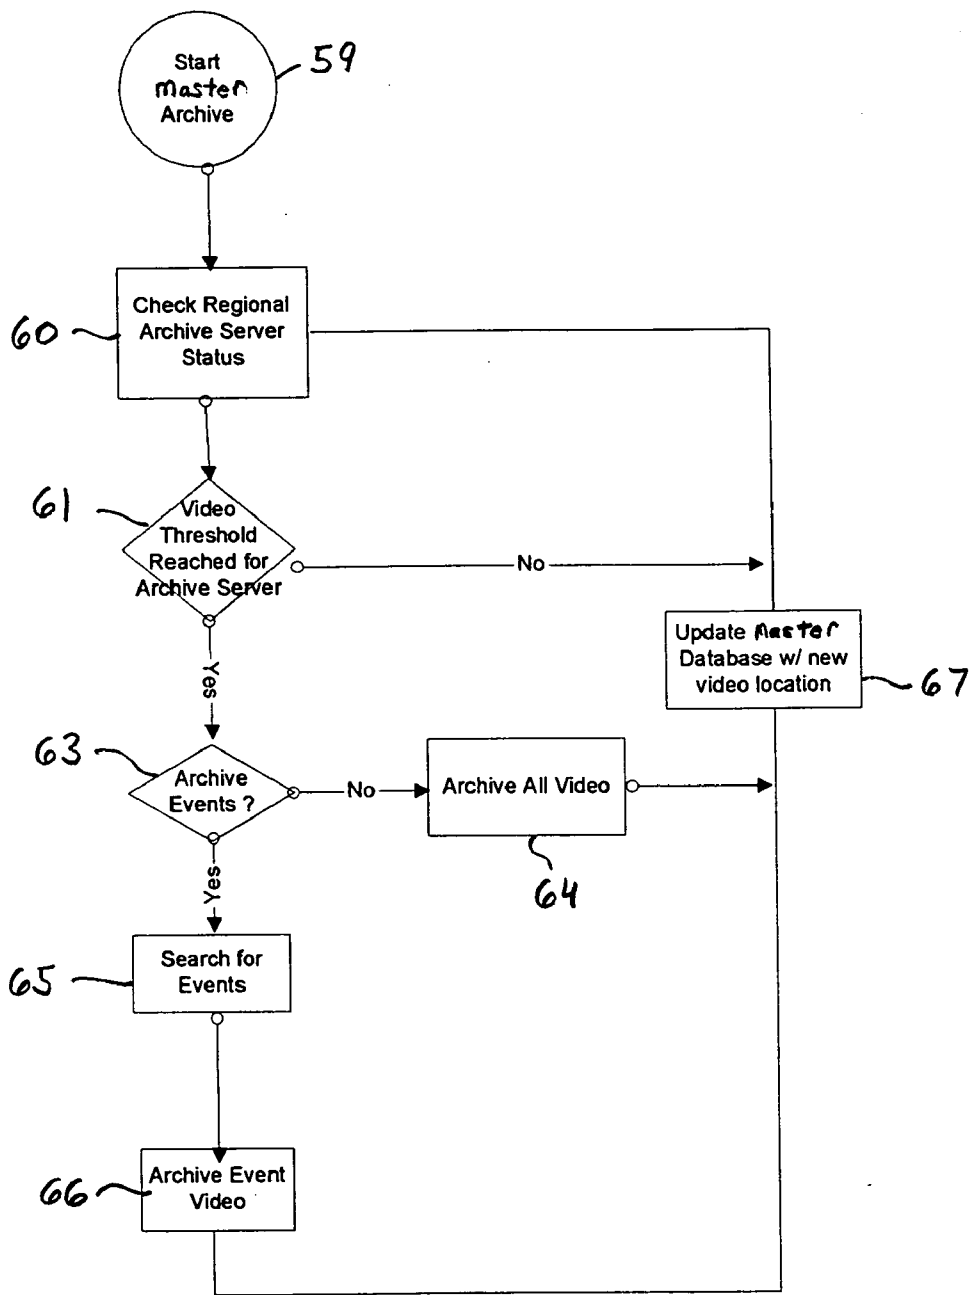 Start
master
Archive
59
Check Regional
Archive Server
Status
60
61
Video
Threshold
Reached for
Archive Server
No
Yes
Update master
Database w/ new
video location
67
63
Archive
Events ?
No
Archive All Video
64
Yes
65
Search for
Events
66
Archive Event
Video